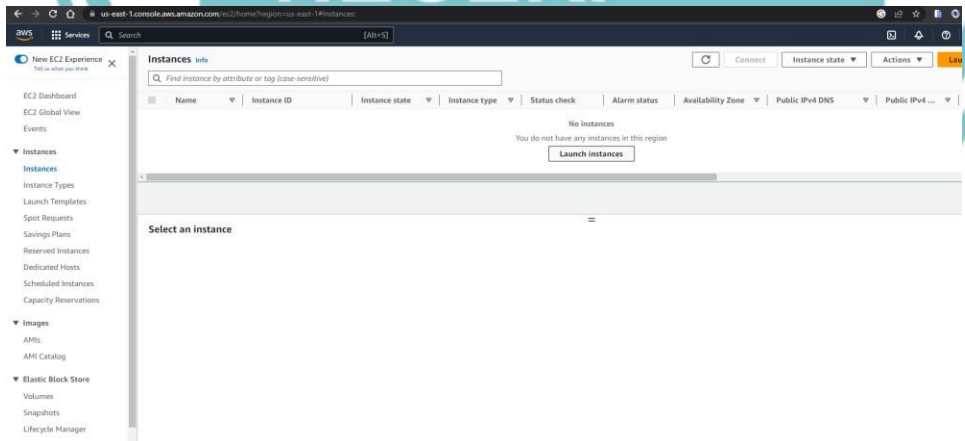 us-east-1.console.aws.amazon.com/ec2/home?region=us-east-1#Instances:
aws Services Search [Alt+S]
New EC2 Experience
Tell us what you think
EC2 Dashboard
EC2 Global View
Events
Instances
Instances
Instance Types
Launch Templates
Spot Requests
Savings Plans
Reserved Instances
Dedicated Hosts
Scheduled Instances
Capacity Reservations
Images
AMIs
AMI Catalog
Elastic Block Store
Volumes
Snapshots
Lifecycle Manager
Instances Info
Connect Instance state Actions Lau
Find instance by attribute or tag (case-sensitive)
Name Instance ID Instance state Instance type Status check Alarm status Availability Zone Public IPv4 DNS Public IPv4 ...
No instances
You do not have any instances in this region
Launch instances
Select an instance